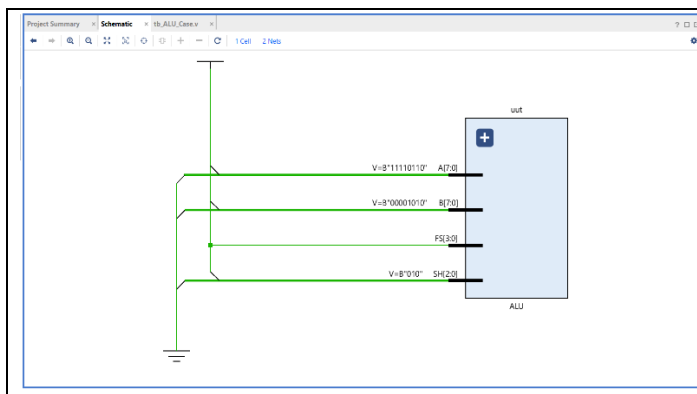 Project Summary × Schematic × tb_ALU_Case.v ×
? □ □
1 Cell 2 Nets
uut
V=B"11110110" A[7:0]
V=B"00001010" B[7:0]
FS[3:0]
V=B"010" SH[2:0]
ALU